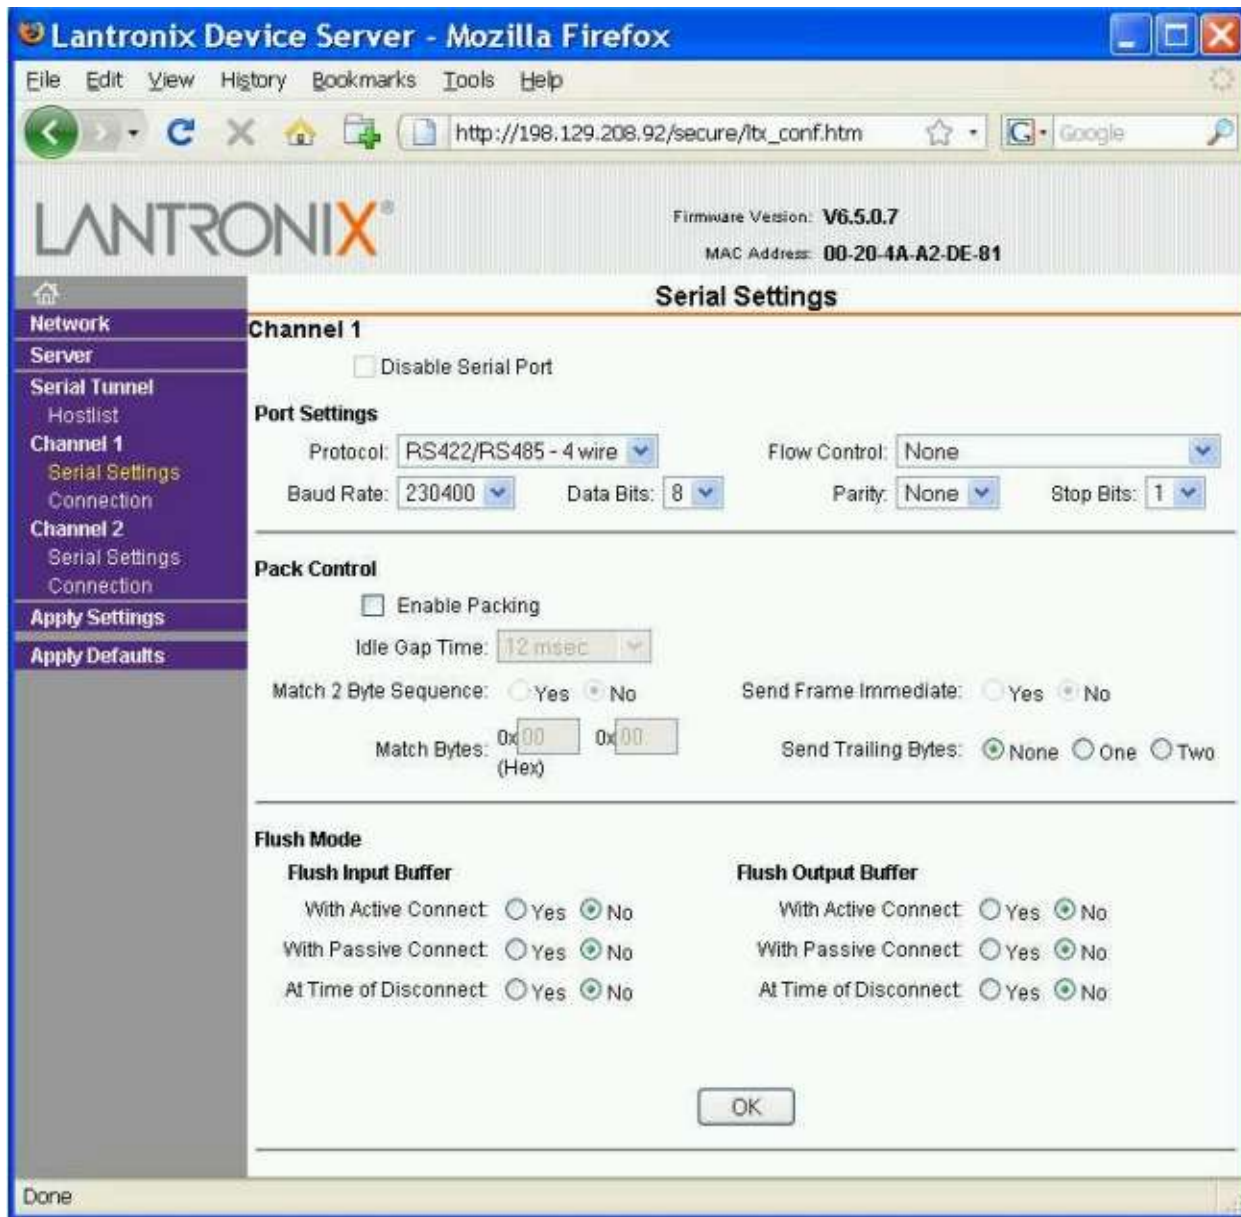 Lantronix Device Server - Mozilla Firefox
File Edit View History Bookmarks Tools Help
http://198.129.208.92/secure/ltx_conf.htm G Google
LANTRONIX®
Firmware Version: V6.5.0.7
MAC Address: 00-20-4A-A2-DE-81
Serial Settings
Network
Server
Serial Tunnel
Hostlist
Channel 1
Serial Settings
Connection
Channel 2
Serial Settings
Connection
Apply Settings
Apply Defaults
Channel 1
Disable Serial Port
Port Settings
Protocol: RS422/RS485 - 4 wire Flow Control: None
Baud Rate: 230400 Data Bits: 8 Parity: None Stop Bits: 1
Pack Control
Enable Packing
Idle Gap Time: 12 msec
Match 2 Byte Sequence: Yes No Send Frame Immediate: Yes No
Match Bytes: 0x 00 0x 00 Send Trailing Bytes: None One Two
(Hex)
Flush Mode
Flush Input Buffer Flush Output Buffer
With Active Connect: Yes No With Active Connect: Yes No
With Passive Connect: Yes No With Passive Connect: Yes No
At Time of Disconnect: Yes No At Time of Disconnect: Yes No
OK
Done